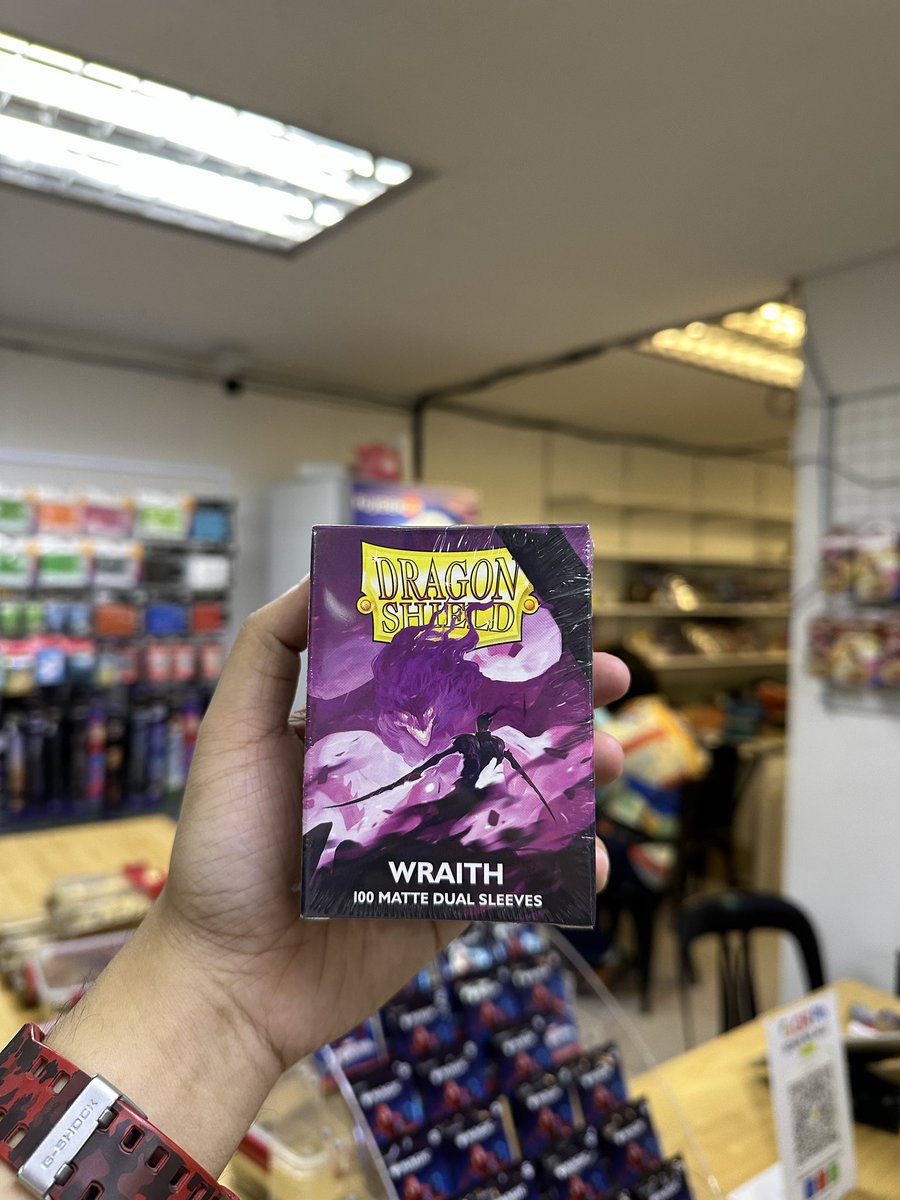 DRAGON
SHIELD
WRAITH
100 MATTE DUAL SLEEVES
G-SHOCK